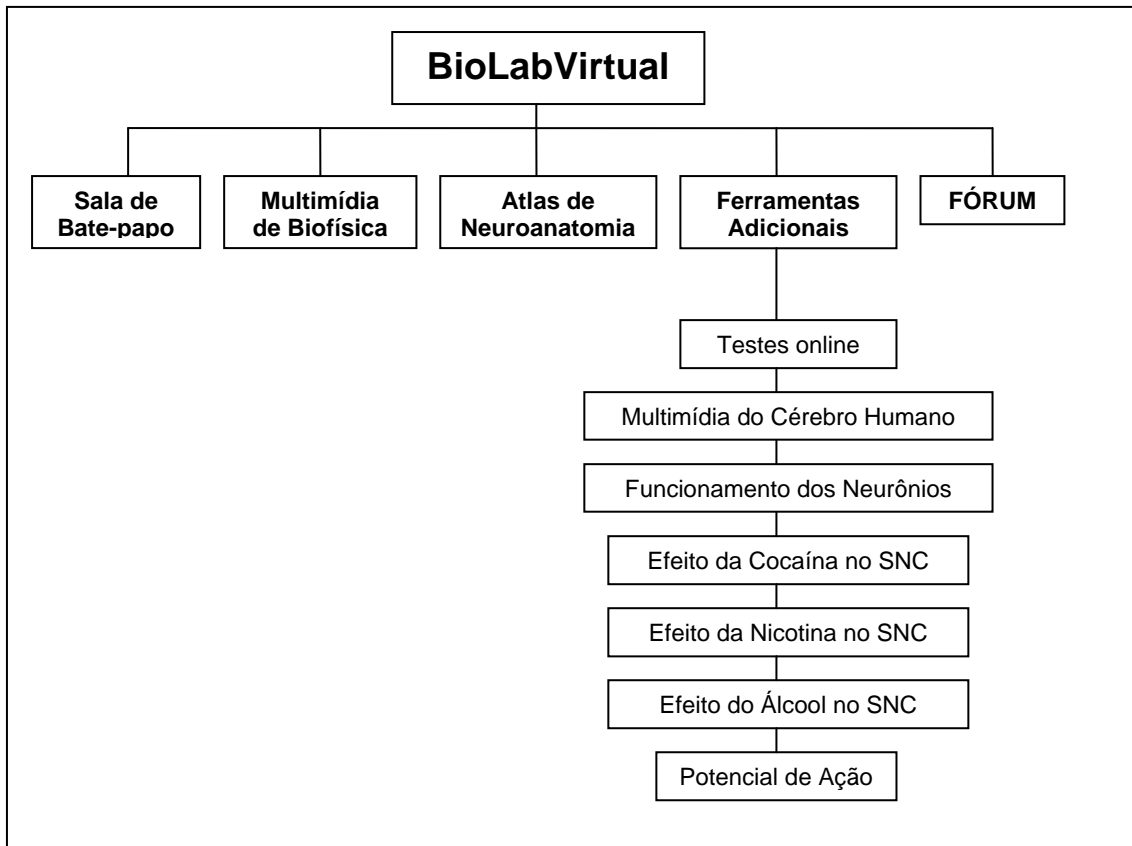 BioLabVirtual
Sala de
Bate-papo
Multimídia
de Biofísica
Atlas de
Neuroanatomia
Ferramentas
Adicionais
FÓRUM
Testes online
Multimídia do Cérebro Humano
Funcionamento dos Neurônios
Efeito da Cocaína no SNC
Efeito da Nicotina no SNC
Efeito do Álcool no SNC
Potencial de Ação